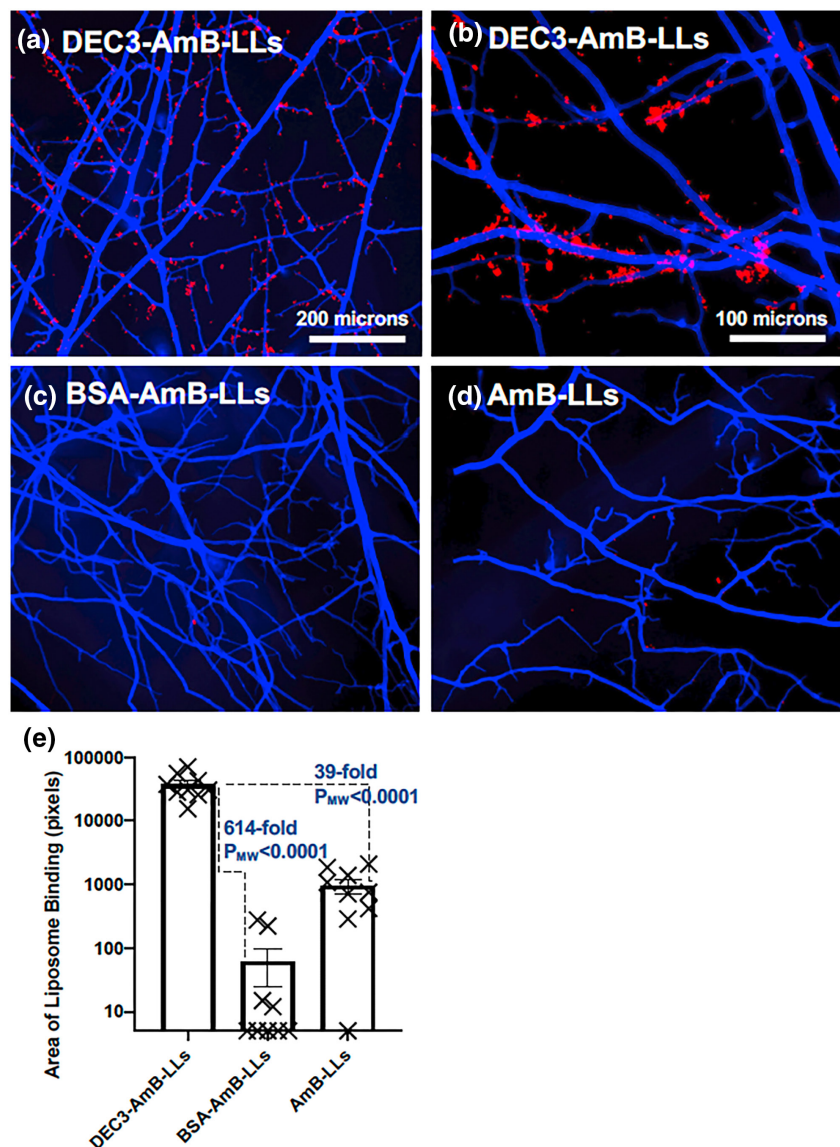 (a) DEC3-AmB-LLs
200 microns
(b) DEC3-AmB-LLs
100 microns
(c) BSA-AmB-LLs
(d) AmB-LLs
(e)
Area of Liposome Binding (pixels)
100000
10000
1000
100
10
39-fold
PMW<0.0001
614-fold
PMW<0.0001
DEC3-AmB-LLs
BSA-AmB-LLs
AmB-LLs